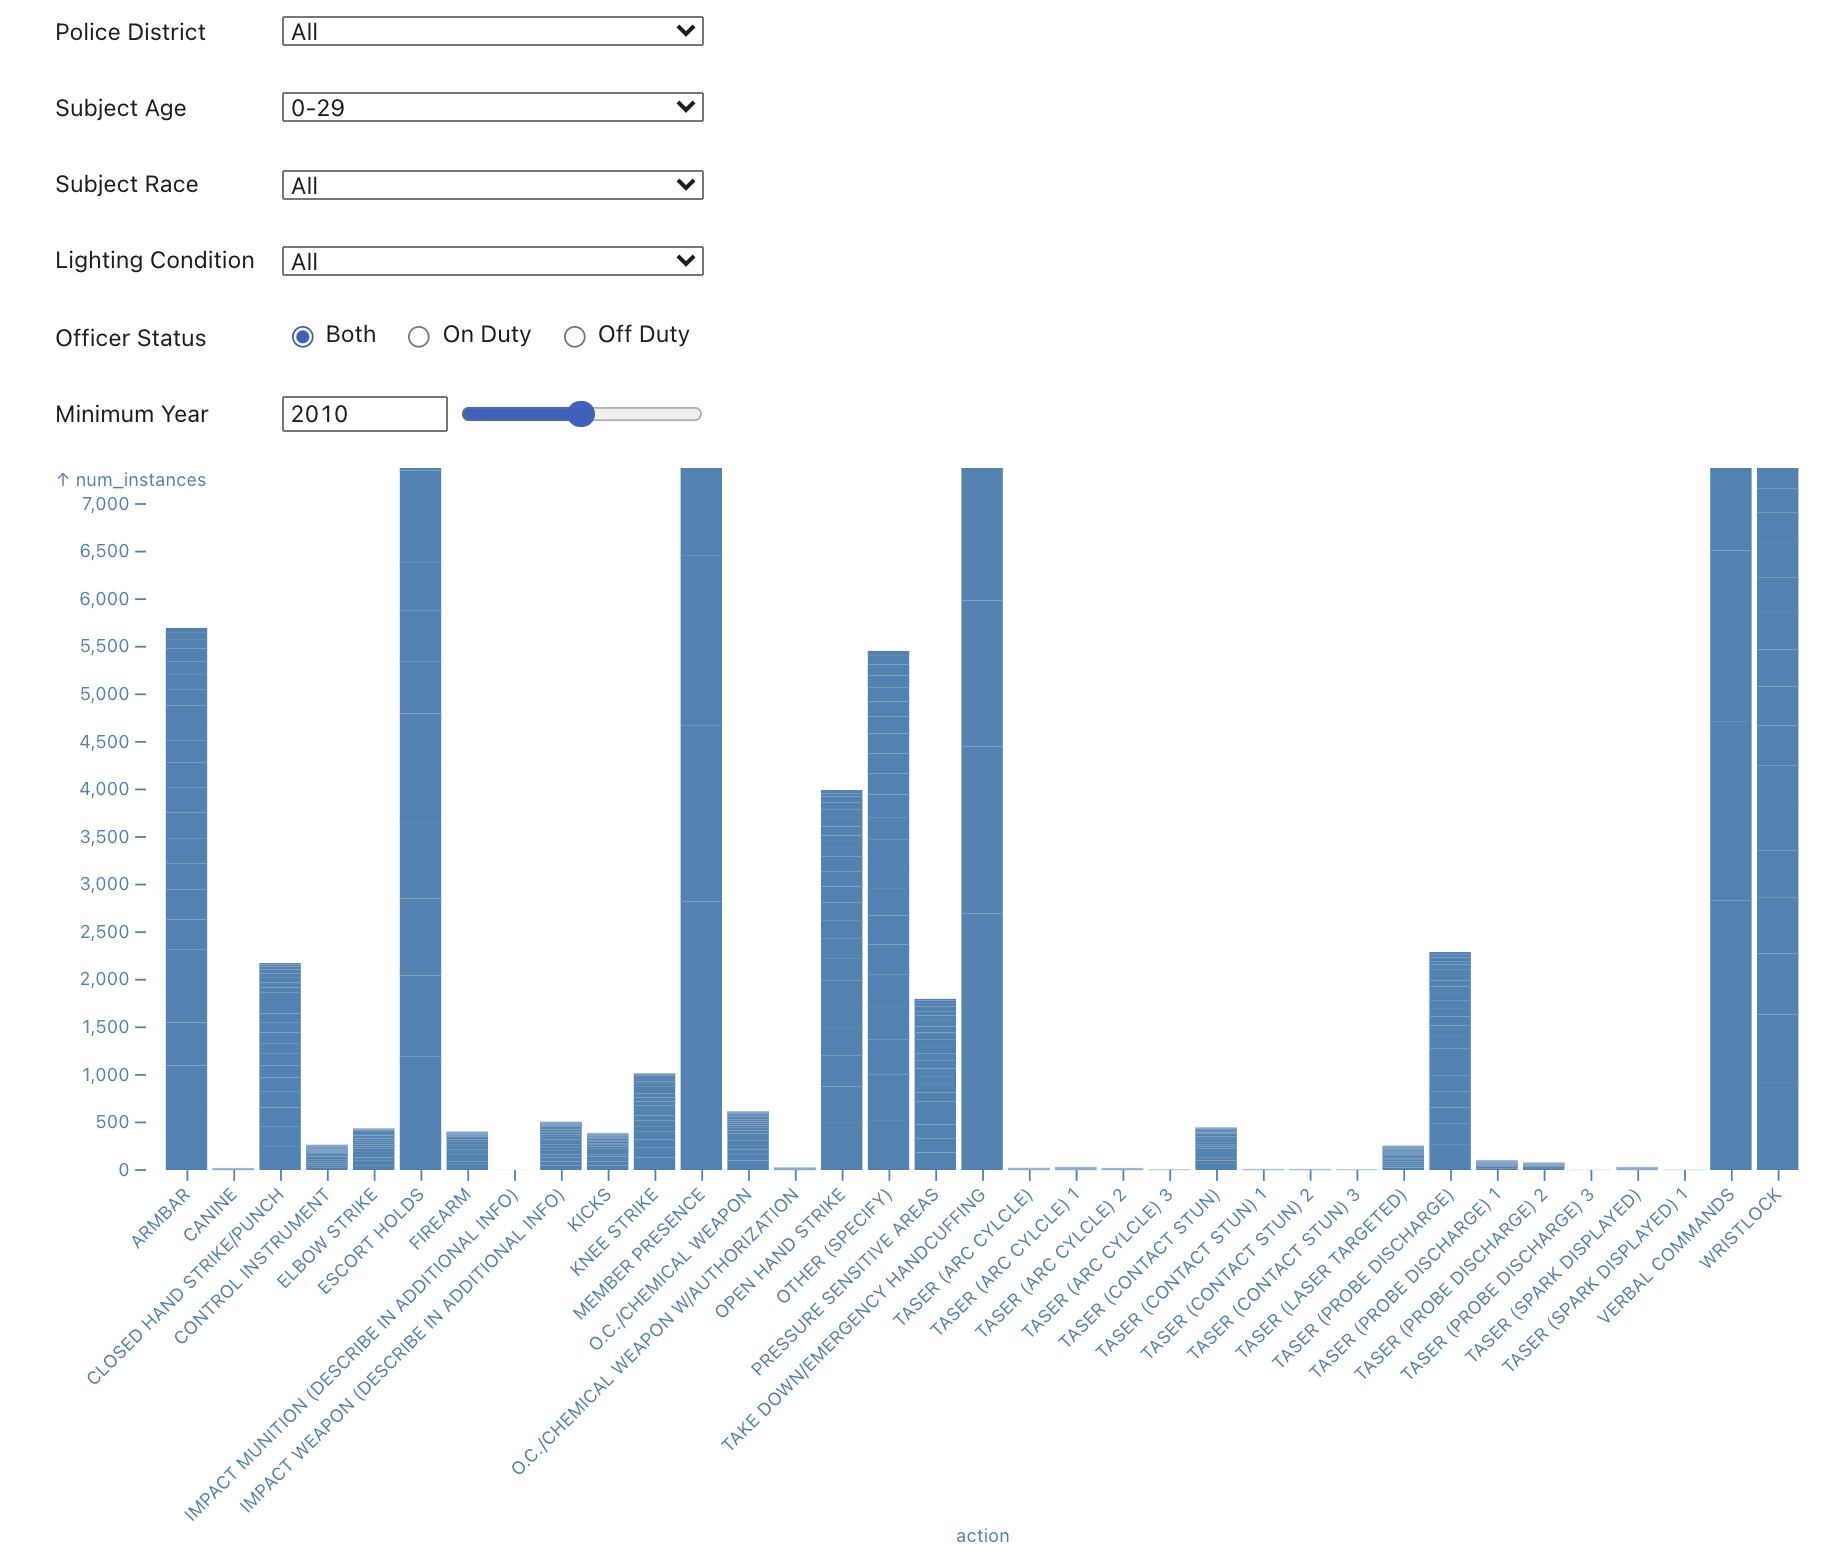 Police District All
Subject Age 0-29
Subject Race All
Lighting Condition All
Officer Status Both On Duty Off Duty
Minimum Year 2010
↑ num_instances
7,000
6,500
6,000
5,500
5,000
4,500
4,000
3,500
3,000
2,500
2,000
1,500
1,000
500
0
ARMBAR
CANINE
CLOSED HAND STRIKE/PUNCH
CONTROL INSTRUMENT
ELBOW STRIKE
ESCORT HOLDS
FIREARM
IMPACT MUNITION (DESCRIBE IN ADDITIONAL INFO)
IMPACT WEAPON (DESCRIBE IN ADDITIONAL INFO)
KICKS
KNEE STRIKE
MEMBER PRESENCE
O.C./CHEMICAL WEAPON
O.C./CHEMICAL WEAPON W/AUTHORIZATION
OPEN HAND STRIKE
OTHER (SPECIFY)
PRESSURE SENSITIVE AREAS
TAKE DOWN/EMERGENCY HANDCUFFING
TASER (ARC CYLCLE)
TASER (ARC CYCLE) 1
TASER (ARC CYCLE) 2
TASER (ARC CYCLE) 3
TASER (CONTACT STUN)
TASER (CONTACT STUN) 1
TASER (CONTACT STUN) 2
TASER (CONTACT STUN) 3
TASER (LASER TARGETED)
TASER (PROBE DISCHARGE)
TASER (PROBE DISCHARGE) 1
TASER (PROBE DISCHARGE) 2
TASER (PROBE DISCHARGE) 3
TASER (SPARK DISPLAYED)
TASER (SPARK DISPLAYED) 1
VERBAL COMMANDS
WRISTLOCK
action